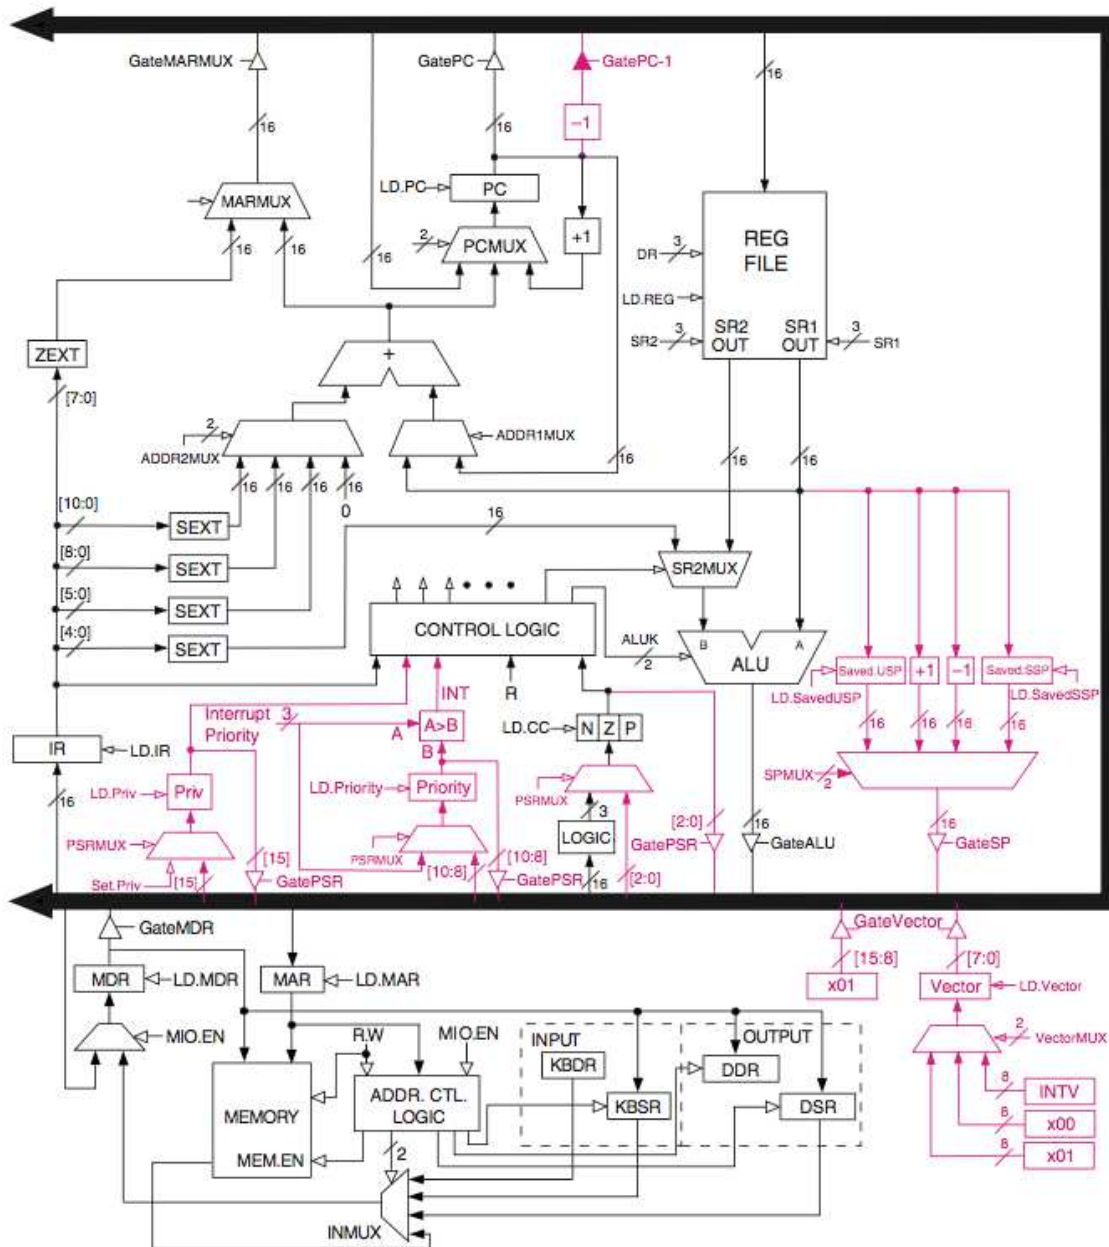 GateMARMUX
GatePC
GatePC-1
16
−1
16
16
LD.PC
PC
MARMUX
2
PCMUX
+1
16
16
16
REG
FILE
3
DR
LD.REG
3
SR2
SR2
OUT
SR1
OUT
3
SR1
ZEXT
+
[7:0]
2
ADDR2MUX
ADDR1MUX
16
16
16
16
16
16
16
0
[10:0]
SEXT
16
[8:0]
SEXT
SR2MUX
[5:0]
SEXT
CONTROL LOGIC
[4:0]
SEXT
ALUK
2
B
ALU
A
Saved.USP
+1
−1
Saved.SSP
LD.SavedUSP
LD.SavedSSP
INT
R
Interrupt
Priority
3
A
A>B
B
LD.CC
N Z P
16
16
16
16
IR
LD.IR
SPMUX
2
LD.Priv
Priv
LD.Priority
Priority
PSRMUX
16
3
[2:0]
16
16
PSRMUX
PSRMUX
LOGIC
GatePSR
GateALU
GateSP
[15]
[10:8]
[10:8]
Set.Priv
[15]
GatePSR
GatePSR
16
[2:0]
GateMDR
GateVector
[15:8]
[7:0]
MDR
LD.MDR
MAR
LD.MAR
x01
Vector
LD.Vector
MIO.EN
R.W
MIO.EN
INPUT
OUTPUT
2
VectorMUX
KBDR
DDR
MEMORY
ADDR. CTL.
LOGIC
KBSR
DSR
8
INTV
8
x00
MEM.EN
2
8
x01
INMUX